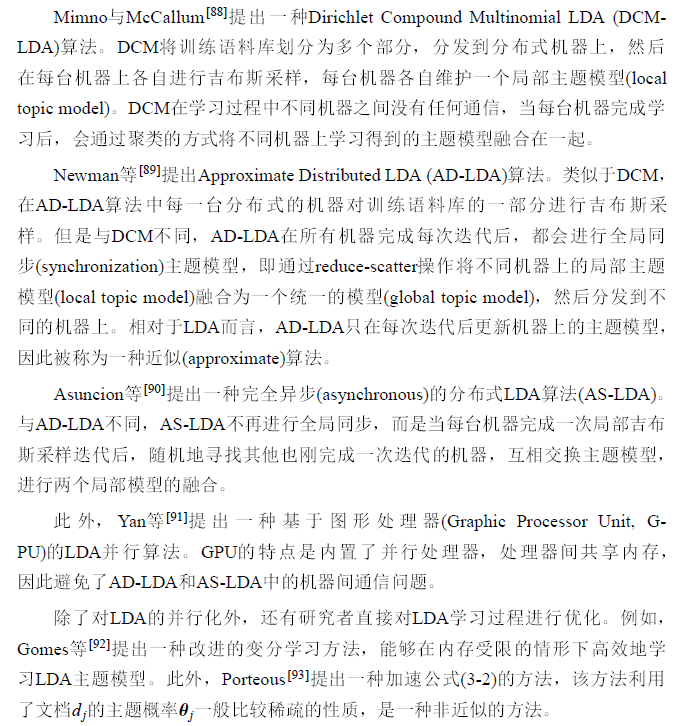 Mimno与McCallum[88]提出一种Dirichlet Compound Multinomial LDA (DCM-
LDA)算法。DCM将训练语料库划分为多个部分，分发到分布式机器上，然后
在每台机器上各自进行吉布斯采样，每台机器各自维护一个局部主题模型(local
topic model)。DCM在学习过程中不同机器之间没有任何通信，当每台机器完成学
习后，会通过聚类的方式将不同机器上学习得到的主题模型融合在一起。
Newman等[89]提出Approximate Distributed LDA (AD-LDA)算法。类似于DCM，
在AD-LDA算法中每一台分布式的机器对训练语料库的一部分进行吉布斯采
样。但是与DCM不同，AD-LDA在所有机器完成每次迭代后，都会进行全局同
步(synchronization)主题模型，即通过reduce-scatter操作将不同机器上的局部主题
模型(local topic model)融合为一个统一的模型(global topic model)，然后分发到不
同的机器上。相对于LDA而言，AD-LDA只在每次迭代后更新机器上的主题模型，
因此被称为一种近似(approximate)算法。
Asuncion等[90]提出一种完全异步(asynchronous)的分布式LDA算法(AS-LDA)。
与AD-LDA不同，AS-LDA不再进行全局同步，而是当每台机器完成一次局部吉布
斯采样迭代后，随机地寻找其他也刚完成一次迭代的机器，互相交换主题模型，
进行两个局部模型的融合。
此外，Yan等[91]提出一种基于图形处理器(Graphic Processor Unit, G-
PU)的LDA并行算法。GPU的特点是内置了并行处理器，处理器间共享内存，
因此避免了AD-LDA和AS-LDA中的机器间通信问题。
除了对LDA的并行化外，还有研究者直接对LDA学习过程进行优化。例如，
Gomes等[92]提出一种改进的变分学习方法，能够在内存受限的情形下高效地学
习LDA主题模型。此外，Porteous[93]提出一种加速公式(3-2)的方法，该方法利用
了文档dj的主题概率θj一般比较稀疏的性质，是一种非近似的方法。